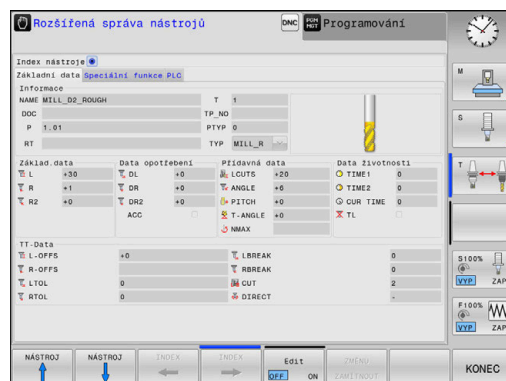 Rozšířená správa nástrojů DNC PGM MGT Programování
Index nástroje
Základní data Speciální funkce PLC
Informace
NAME MILL_D2_ROUGH T 1
DOC TP_NO
P 1.01 PTYP 0
RT TYP MILL_R
Základ.data Data opotřebení Přídavná data Data životnosti
L +30 DL +0 LCUTS +20 TIME1 0
R +1 DR +0 ANGLE +6 TIME2 0
R2 +0 DR2 +0 PITCH +0 CUR TIME 0
ACC T-ANGLE +0 TL
NMAX
TT-Data
L-OFFS +0 LBREAK 0
R-OFFS RBREAK 0
LTOL 0 CUT 2
RTOL 0 DIRECT -
M
S
T
S100%
VYP ZAP
F100%
VYP ZAP
NÁSTROJ NÁSTROJ INDEX INDEX Edit ZMĚNU KONEC
OFF ON ZAMÍTNOUT